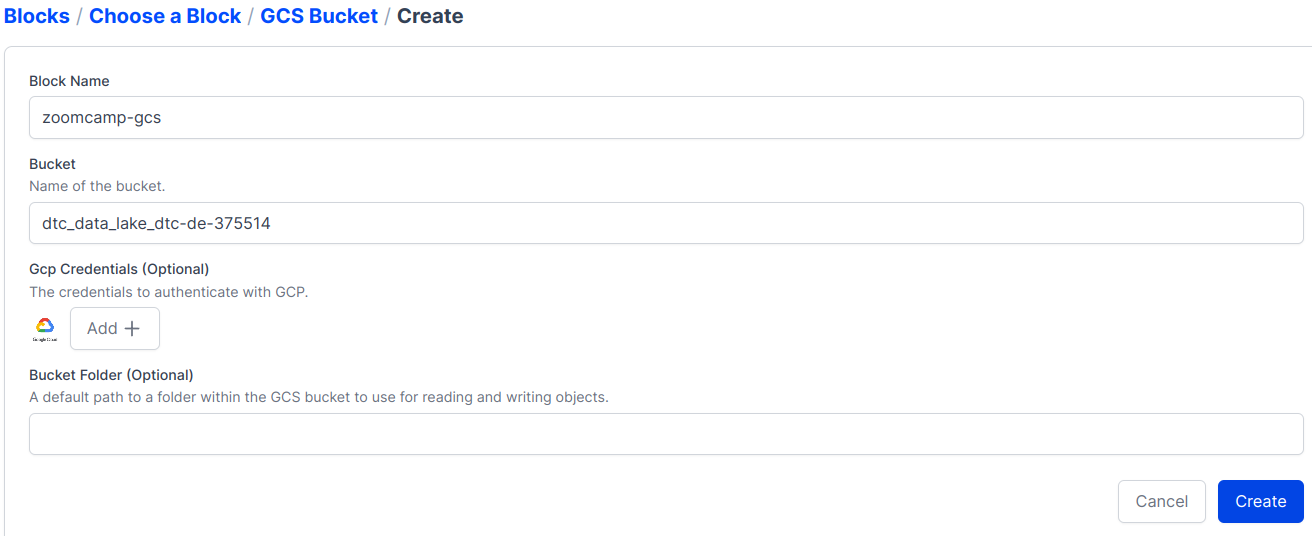 Blocks / Choose a Block / GCS Bucket / Create
Block Name
zoomcamp-gcs
Bucket
Name of the bucket.
dtc_data_lake_dtc-de-375514
Gcp Credentials (Optional)
The credentials to authenticate with GCP.
Google Cloud
Add
Bucket Folder (Optional)
A default path to a folder within the GCS bucket to use for reading and writing objects.
Cancel
Create